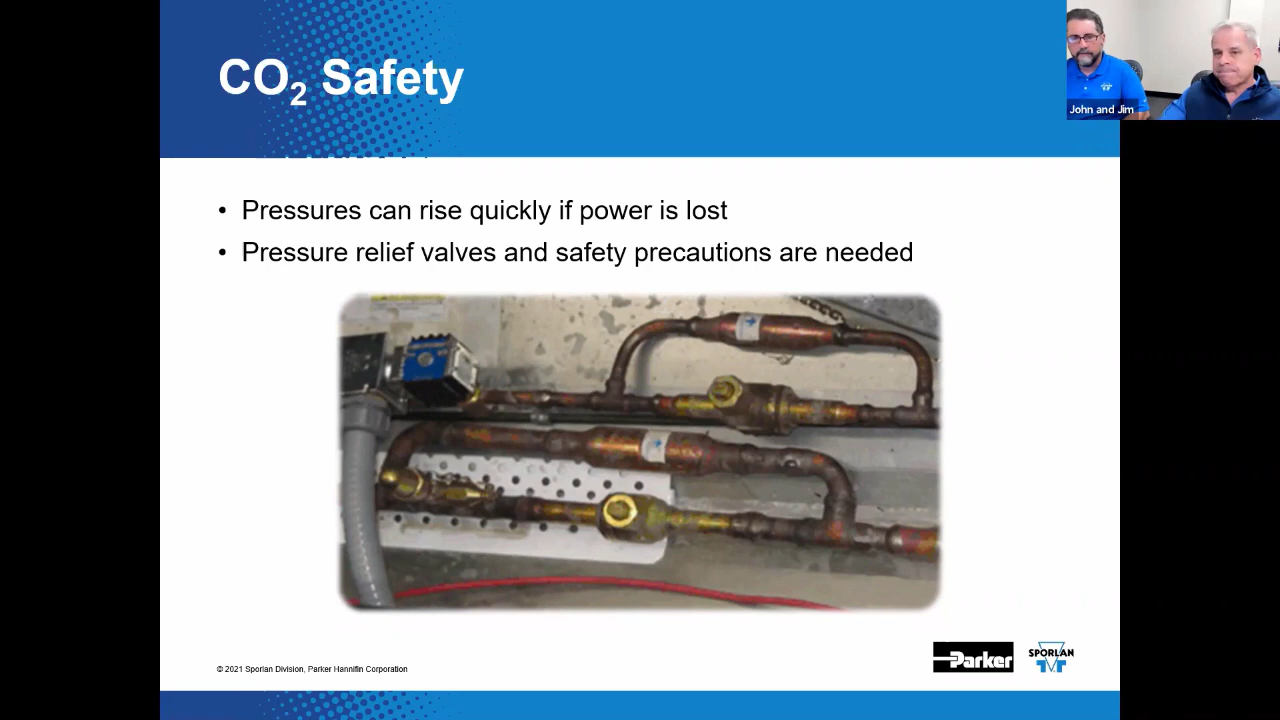 CO2 Safety
John and Jim
• Pressures can rise quickly if power is lost
• Pressure relief valves and safety precautions are needed
© 2021 Sporlan Division, Parker Hannifin Corporation
Parker
SPORLAN